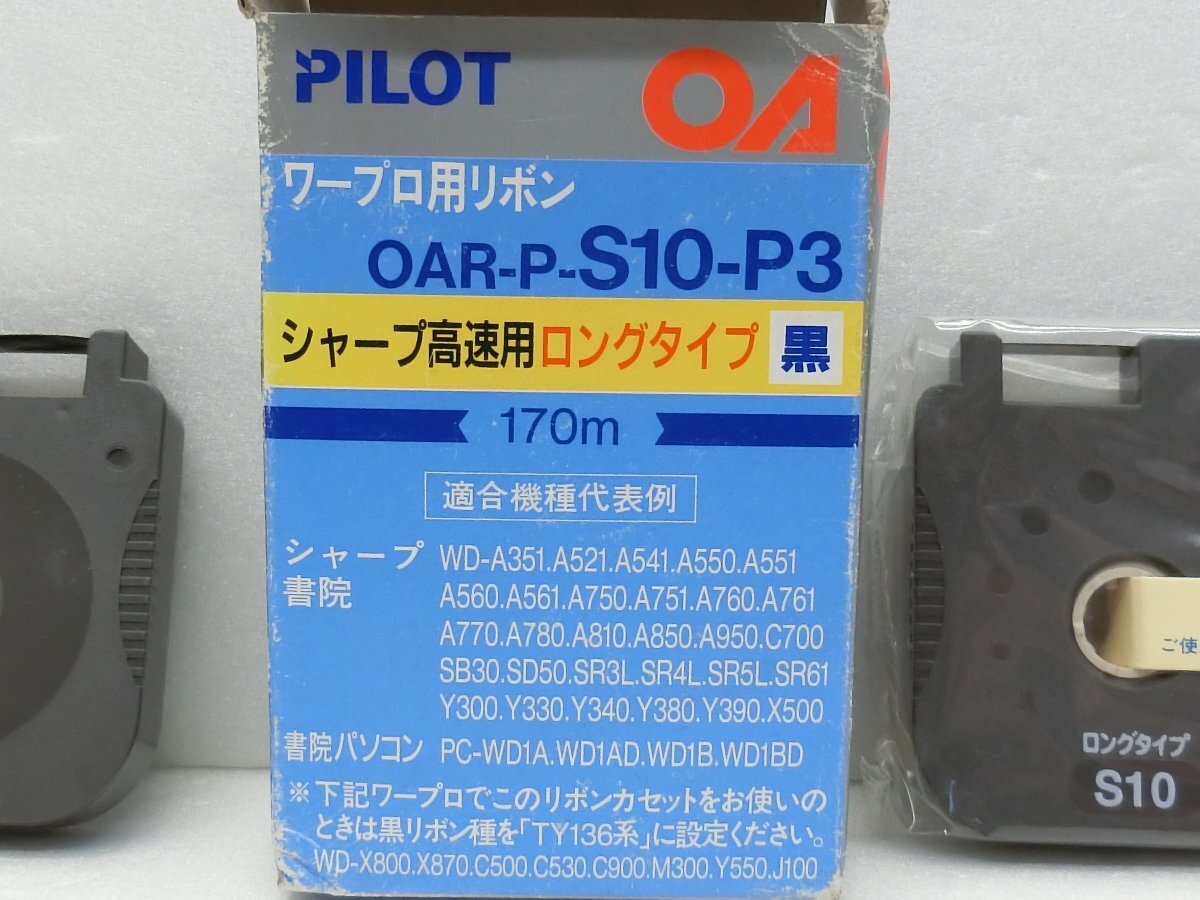 PILOT
OA
ワープロ用リボン
OAR-P-S10-P3
シャープ高速用ロングタイプ 黒
170m
適合機種代表例
シャープ書院 WD-A351.A521.A541.A550.A551
A560.A561.A750.A751.A760.A761
A770.A780.A810.A850.A950.C700
SB30.SD50.SR3L.SR4L.SR5L.SR61
Y300.Y330.Y340.Y380.Y390.X500
書院パソコン PC-WD1A.WD1AD.WD1B.WD1BD
※下記ワープロでこのリボンカセットをお使いの
ときは黒リボン種を「TY136系」に設定ください。
WD-X800.X870.C500.C530.C900.M300.Y550.J100
ご使
ロングタイプ
S10